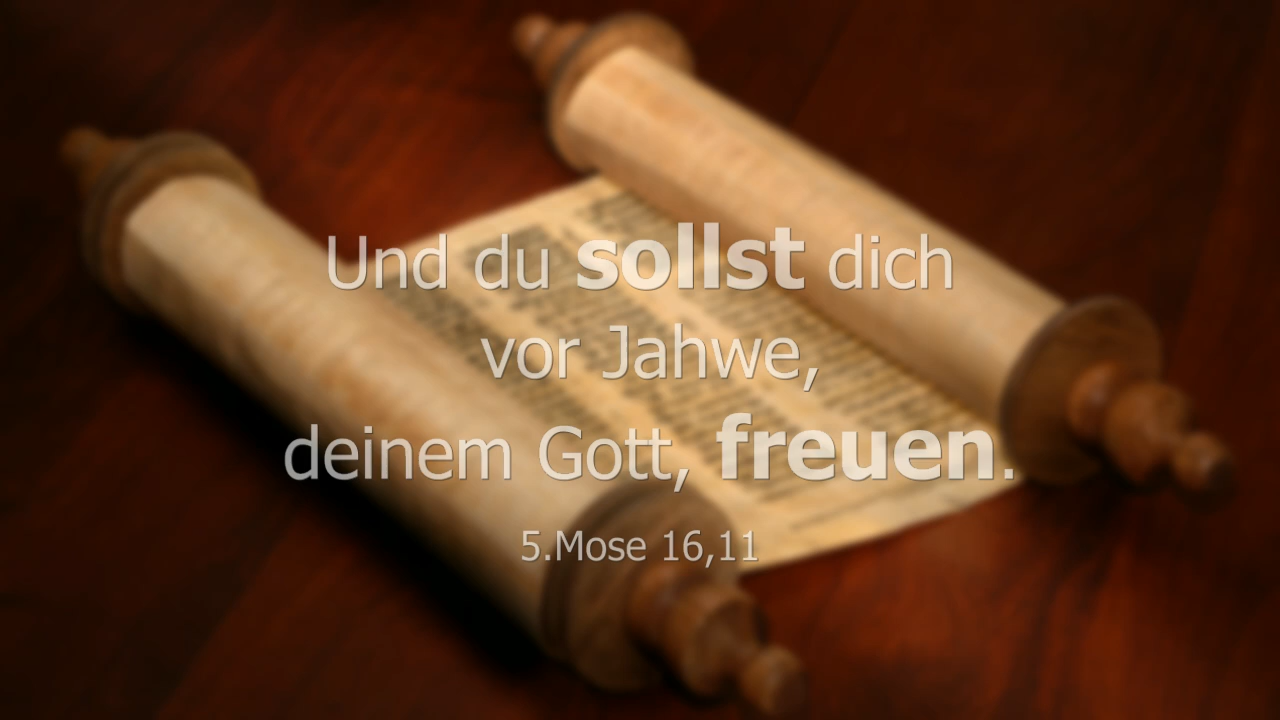 Und du sollst dich
vor Jahwe,
deinem Gott, freuen.
5.Mose 16,11